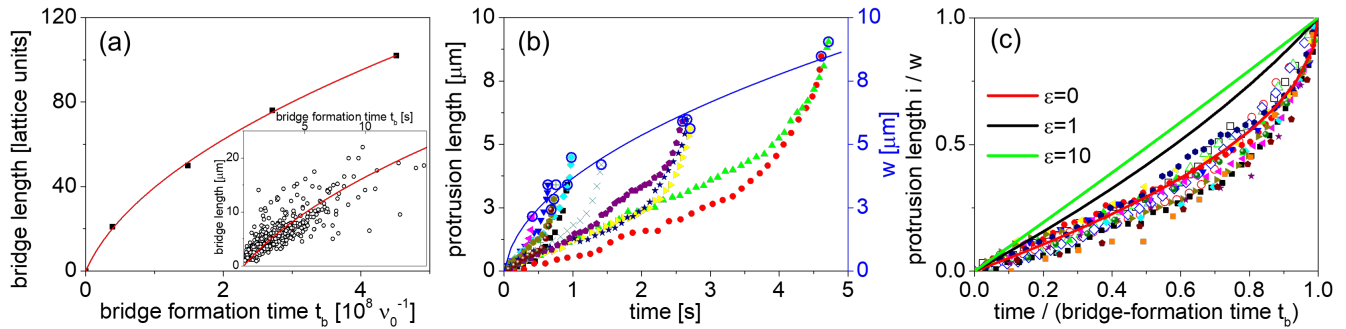 (a)
bridge length [lattice units]
120
80
40
0
0
2
4
bridge formation time t_b [10^8 ν_0^-1]
bridge formation time t_b [s]
5
10
bridge length [μm]
20
10
0
(b)
protrusion length [μm]
10
8
5
3
0
0
1
2
3
4
5
time [s]
w [μm]
10
8
6
4
2
0
(c)
protrusion length i / w
1.0
0.5
0.0
0.0
0.2
0.4
0.6
0.8
1.0
time / (bridge-formation time t_b)
ε=0
ε=1
ε=10